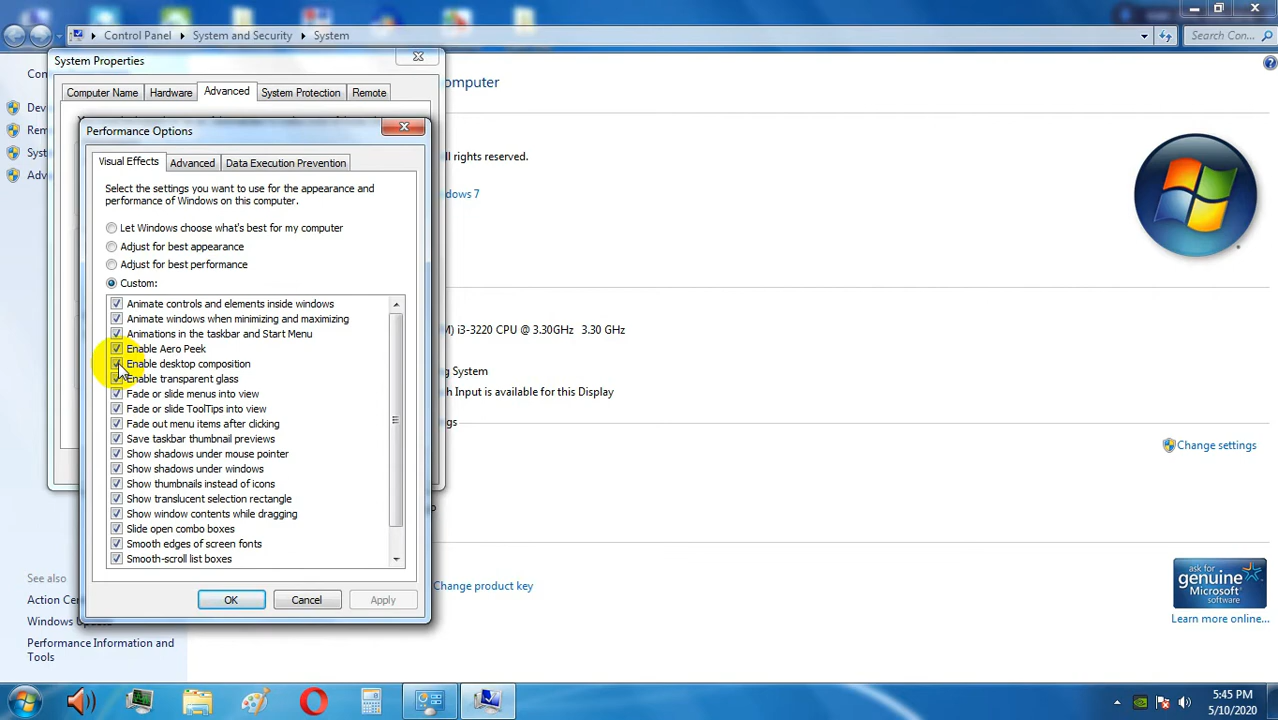 Control Panel
System and Security
System
Search Con...
System Properties
Computer Name
Hardware
Advanced
System Protection
Remote
omputer
Performance Options
Visual Effects
Advanced
Data Execution Prevention
ll rights reserved.
Select the settings you want to use for the appearance and
performance of Windows on this computer.
dows 7
Let Windows choose what's best for my computer
Adjust for best appearance
Adjust for best performance
Custom:
Animate controls and elements inside windows
Animate windows when minimizing and maximizing
Animations in the taskbar and Start Menu
Enable Aero Peek
Enable desktop composition
Enable transparent glass
Fade or slide menus into view
Fade or slide ToolTips into view
Fade out menu items after clicking
Save taskbar thumbnail previews
Show shadows under mouse pointer
Show shadows under windows
Show thumbnails instead of icons
Show translucent selection rectangle
Show window contents while dragging
Slide open combo boxes
Smooth edges of screen fonts
Smooth-scroll list boxes
) i3-3220 CPU @ 3.30GHz 3.30 GHz
g System
h Input is available for this Display
gs
Change settings
OK
Cancel
Apply
See also
Action Cen
Windows Upda
Performance Information and
Tools
Change product key
ask for
genuine
Microsoft
software
Learn more online...
5:45 PM
5/10/2020